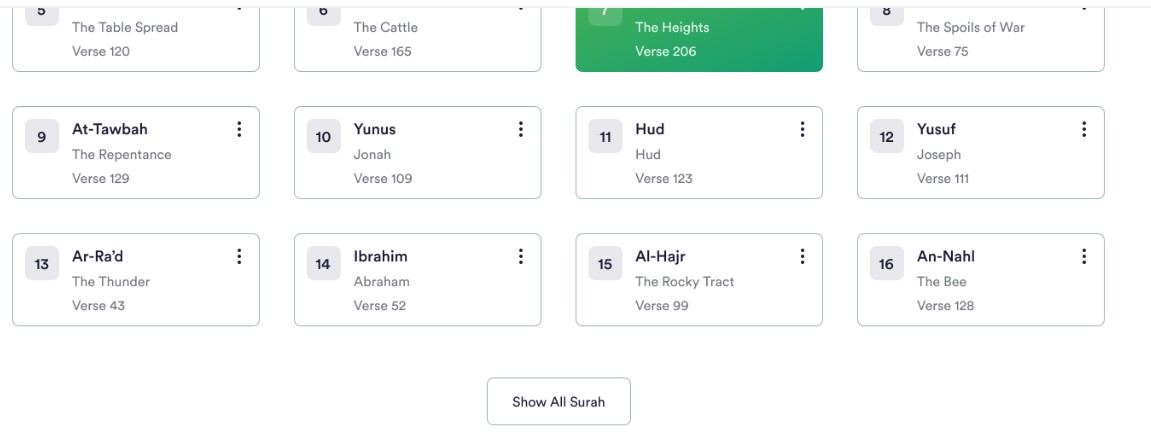 5
The Table Spread
Verse 120
6
The Cattle
Verse 165
7
The Heights
Verse 206
8
The Spoils of War
Verse 75
9
At-Tawbah
The Repentance
Verse 129
10
Yunus
Jonah
Verse 109
11
Hud
Hud
Verse 123
12
Yusuf
Joseph
Verse 111
13
Ar-Ra’d
The Thunder
Verse 43
14
Ibrahim
Abraham
Verse 52
15
Al-Hajr
The Rocky Tract
Verse 99
16
An-Nahl
The Bee
Verse 128
Show All Surah